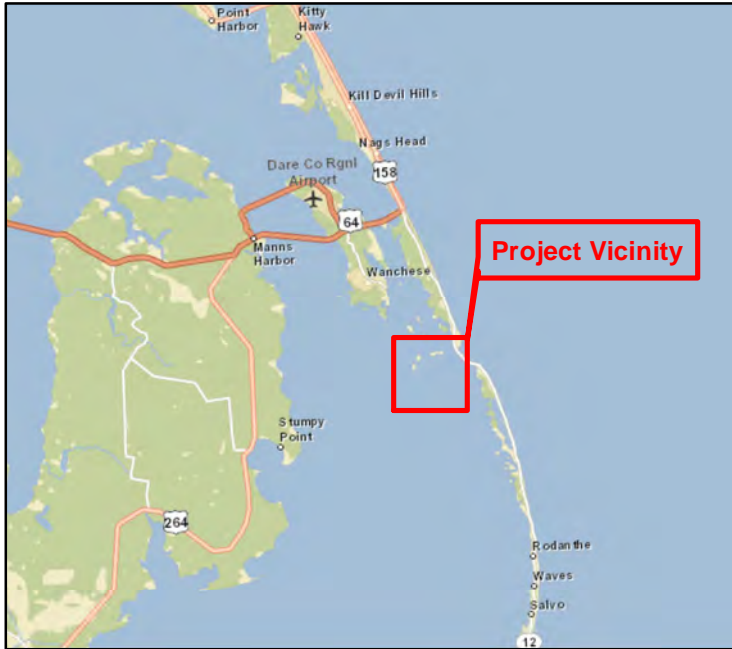 Point
Harbor
Kitty
Hawk
Kill Devil Hills
Nags Head
Dare Co Rgnl
Airport
158
64
Manns
Harbor
Wanchese
Project Vicinity
Stumpy
Point
264
Rodanthe
Waves
Salvo
12